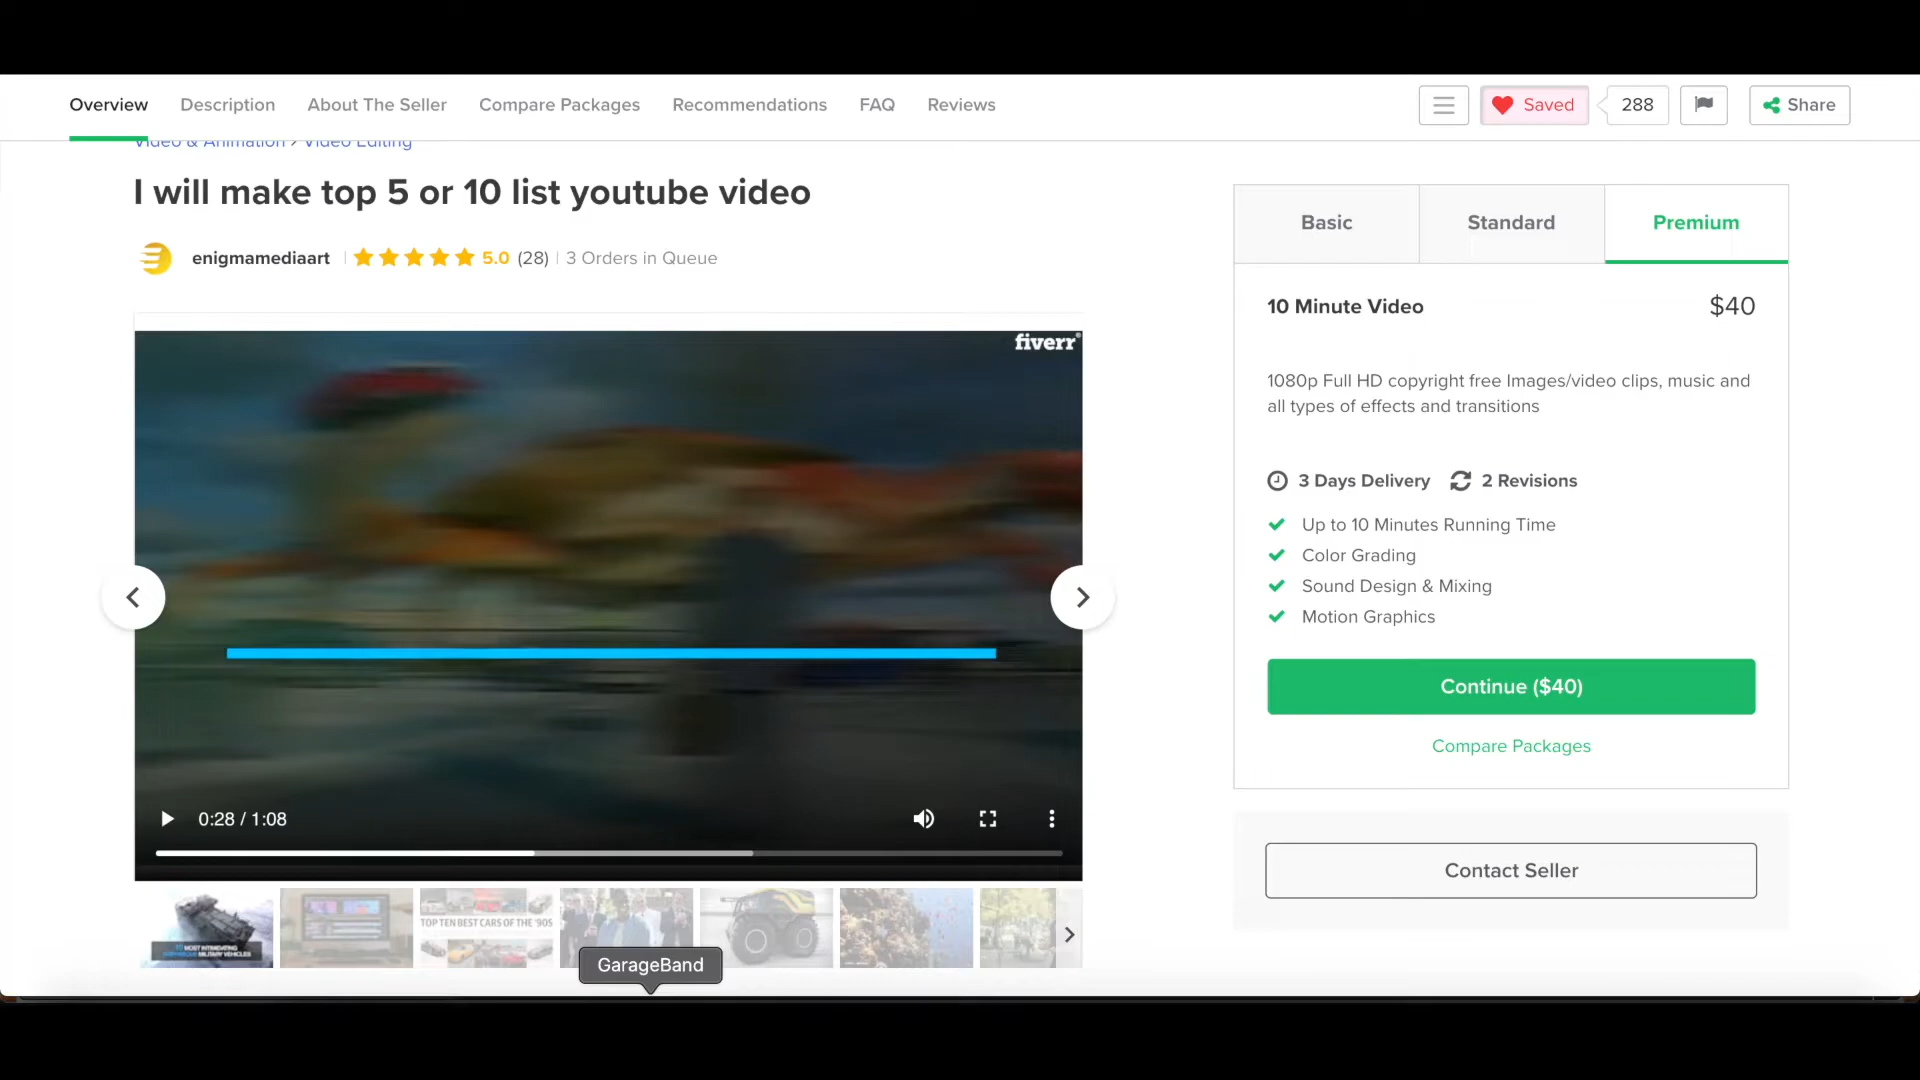 Overview Description About The Seller Compare Packages Recommendations FAQ Reviews Saved 288 Share
Video & Animation > Video Editing
I will make top 5 or 10 list youtube video
enigmamediaart 5.0 (28) 3 Orders in Queue
fiverr
0:28 / 1:08
TOP TEN BEST CARS OF THE '90S
GarageBand
Basic Standard Premium
10 Minute Video $40
1080p Full HD copyright free Images/video clips, music and
all types of effects and transitions
3 Days Delivery 2 Revisions
Up to 10 Minutes Running Time
Color Grading
Sound Design & Mixing
Motion Graphics
Continue ($40)
Compare Packages
Contact Seller